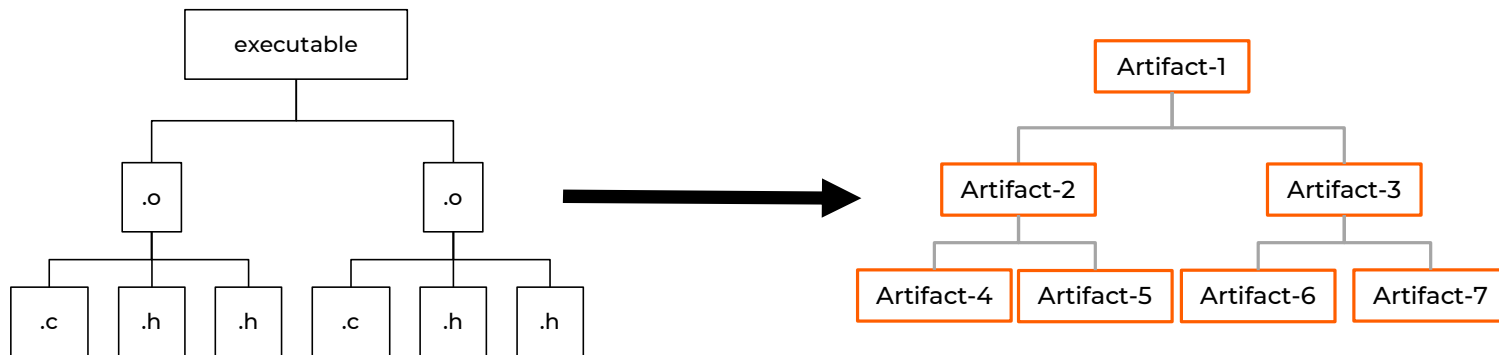 executable
.o
.o
.c
.h
.h
.c
.h
.h
Artifact-1
Artifact-2
Artifact-3
Artifact-4
Artifact-5
Artifact-6
Artifact-7